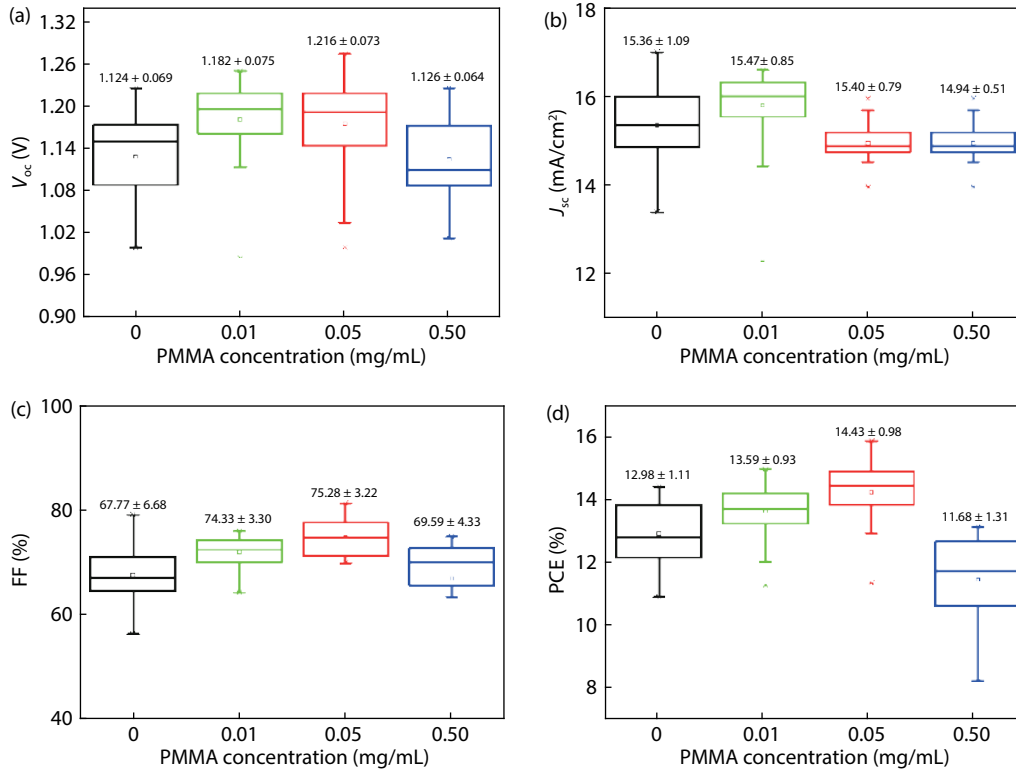 (a)
1.32
1.26
1.20
1.14
1.08
1.02
0.96
0.90
V_oc (V)
1.124 ± 0.069
1.182 + 0.075
1.216 ± 0.073
1.126 ± 0.064
0
0.01
0.05
0.50
PMMA concentration (mg/mL)
(b)
18
16
14
12
J_sc (mA/cm²)
15.36 ± 1.09
15.47± 0.85
15.40 ± 0.79
14.94 ± 0.51
0
0.01
0.05
0.50
PMMA concentration (mg/mL)
(c)
100
80
60
40
FF (%)
67.77 ± 6.68
74.33 ± 3.30
75.28 ± 3.22
69.59 ± 4.33
0
0.01
0.05
0.50
PMMA concentration (mg/mL)
(d)
16
14
12
10
8
PCE (%)
12.98 ± 1.11
13.59 ± 0.93
14.43 ± 0.98
11.68 ± 1.31
0
0.01
0.05
0.50
PMMA concentration (mg/mL)